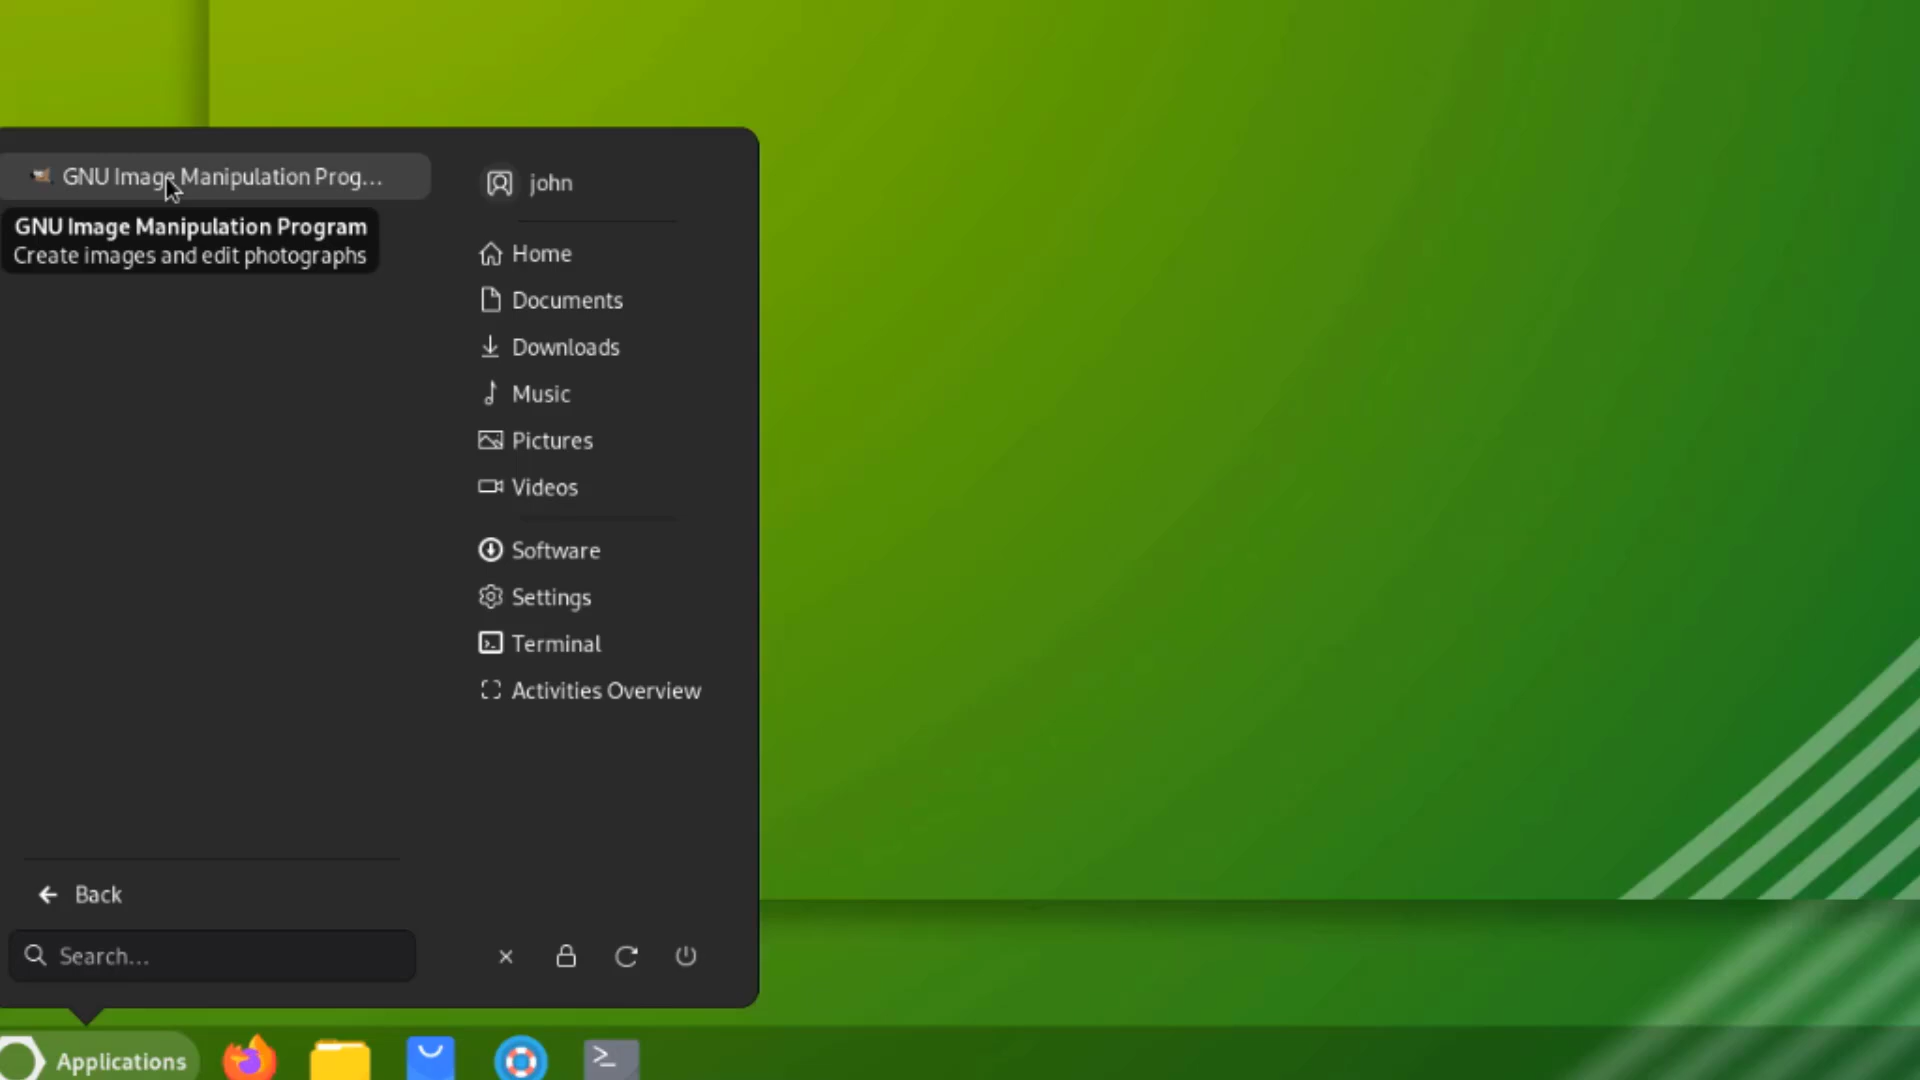 GNU Image Manipulation Prog...
GNU Image Manipulation Program
Create images and edit photographs
Back
Search...
john
Home
Documents
Downloads
Music
Pictures
Videos
Software
Settings
Terminal
Activities Overview
Applications